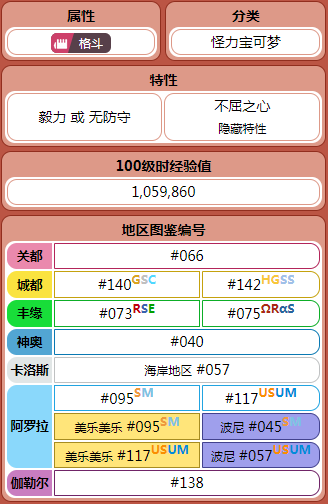 属性 分类
格斗 怪力宝可梦
特性
毅力 或 无防守 不屈之心
隐藏特性
100级时经验值
1,059,860
地区图鉴编号
关都 #066
城都 #140GSC #142HGSS
丰缘 #073RSE #075ΩRαS
神奥 #040
卡洛斯 海岸地区 #057
阿罗拉 #095SM #117USUM
美乐美乐 #095SM 波尼 #045SM
美乐美乐 #117USUM 波尼 #057USUM
伽勒尔 #138